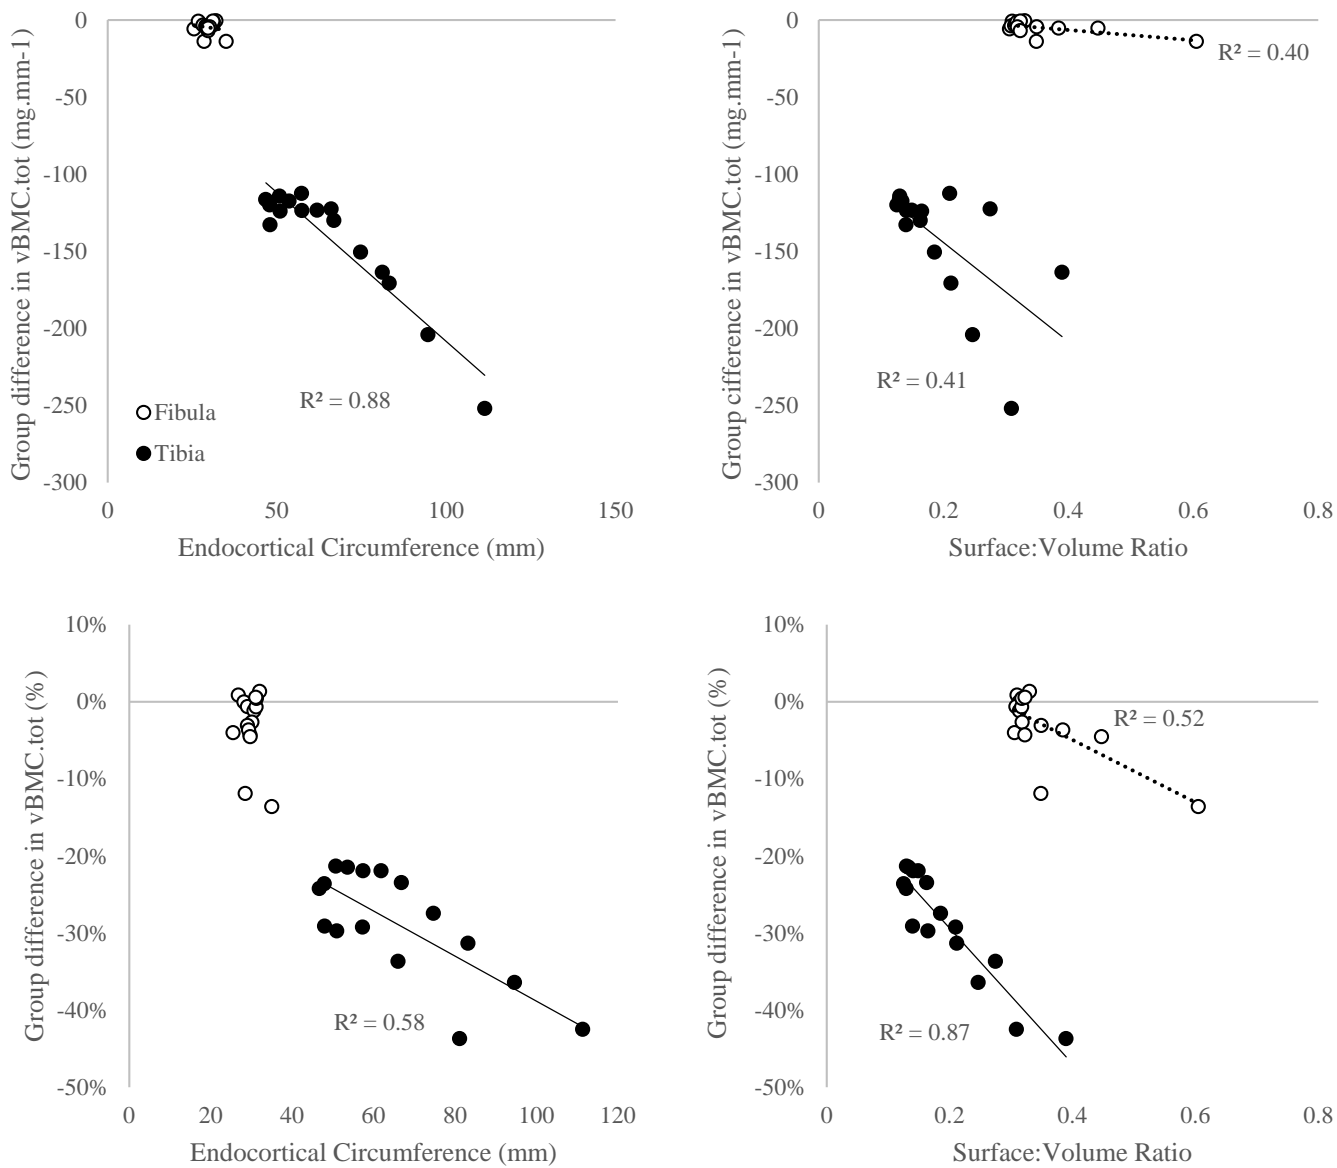 Group difference in vBMC.tot (mg.mm-1)
0
-50
-100
-150
-200
-250
-300
R² = 0.88
Fibula
Tibia
0 50 100 150
Endocortical Circumference (mm)
Group cifference in vBMC.tot (mg.mm-1)
0
-50
-100
-150
-200
-250
-300
R² = 0.40
R² = 0.41
0 0.2 0.4 0.6 0.8
Surface:Volume Ratio
Group difference in vBMC.tot (%)
10%
0%
-10%
-20%
-30%
-40%
-50%
R² = 0.58
0 20 40 60 80 100 120
Endocortical Circumference (mm)
Group difference in vBMC.tot (%)
10%
0%
-10%
-20%
-30%
-40%
-50%
R² = 0.52
R² = 0.87
0 0.2 0.4 0.6 0.8
Surface:Volume Ratio